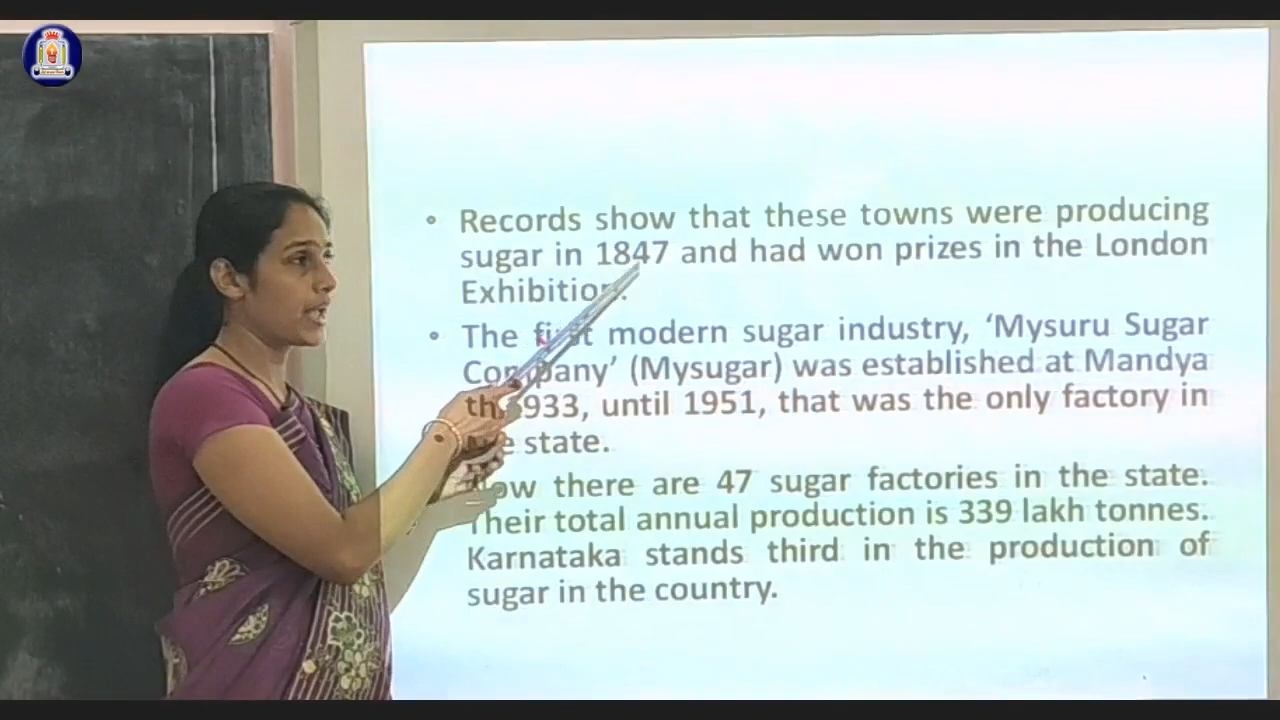 • Records show that these towns were producing
sugar in 1847 and had won prizes in the London
Exhibition.
• The first modern sugar industry, ‘Mysuru Sugar
Company’ (Mysugar) was established at Mandya
933, until 1951, that was the only factory in
state.
there are 47 sugar factories in the state.
Their total annual production is 339 lakh tonnes.
Karnataka stands third in the production of
sugar in the country.